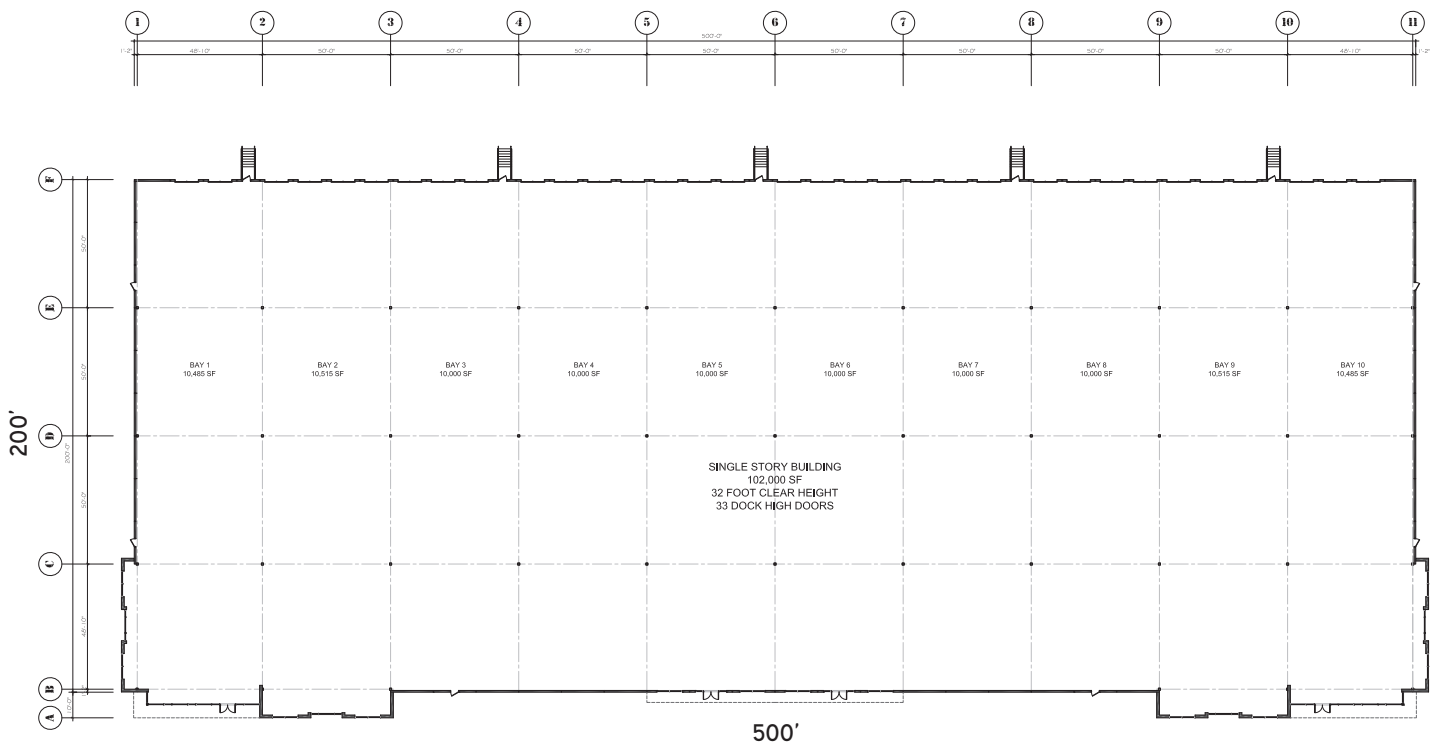 1 2 3 4 5 6 7 8 9 10 11
500'-0"
1'-2" 48'-10" 50'-0" 50'-0" 50'-0" 50'-0" 50'-0" 50'-0" 50'-0" 50'-0" 48'-10" 1'-2"
F
50'-0"
E
50'-0"
BAY 1
10,485 SF
BAY 2
10,515 SF
BAY 3
10,000 SF
BAY 4
10,000 SF
BAY 5
10,000 SF
BAY 6
10,000 SF
BAY 7
10,000 SF
BAY 8
10,000 SF
BAY 9
10,515 SF
BAY 10
10,485 SF
200'
D
200'-0"
50'-0"
SINGLE STORY BUILDING
102,000 SF
32 FOOT CLEAR HEIGHT
33 DOCK HIGH DOORS
C
48'-10"
B
10'-0"
A
500'